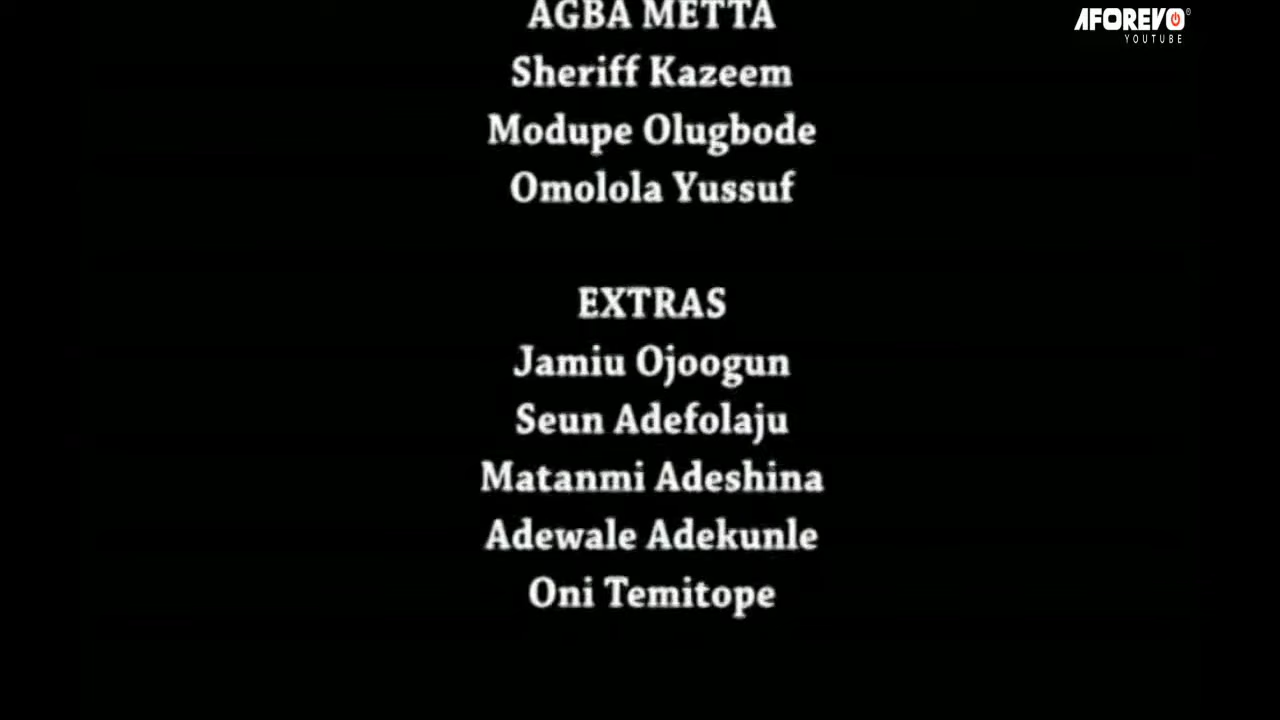 AGBA METTA
AFOREVO
YOUTUBE
Sheriff Kazeem
Modupe Olugbode
Omolola Yussuf
EXTRAS
Jamiu Ojoogun
Seun Adefolaju
Matanmi Adeshina
Adewale Adekunle
Oni Temitope